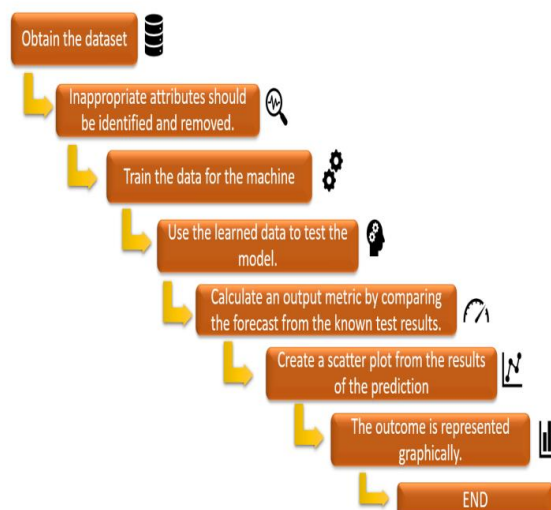 Obtain the dataset
Inappropriate attributes should
be identified and removed.
Train the data for the machine
Use the learned data to test the
model.
Calculate an output metric by comparing
the forecast from the known test results.
Create a scatter plot from the results
of the prediction
The outcome is represented
graphically.
END